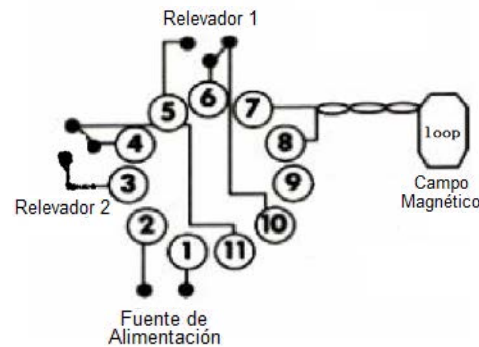 Relevador 1
5
6
7
4
8
loop
3
9
Campo
Magnético
Relevador 2
2
10
1
11
Fuente de
Alimentación